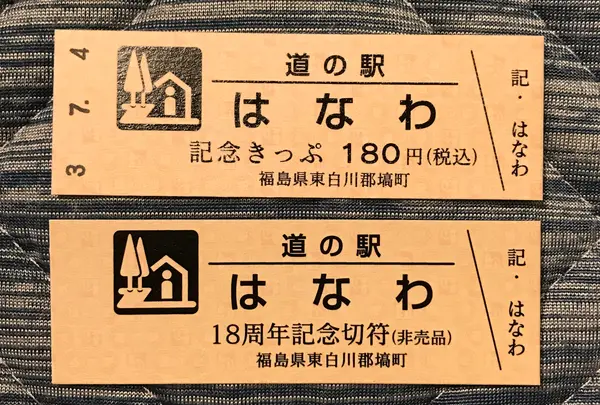 3. 7. 4
道の駅
はなわ
記念きっぷ 180円(税込)
福島県東白川郡塙町
記・はなわ
道の駅
はなわ
18周年記念切符(非売品)
福島県東白川郡塙町
記・はなわ